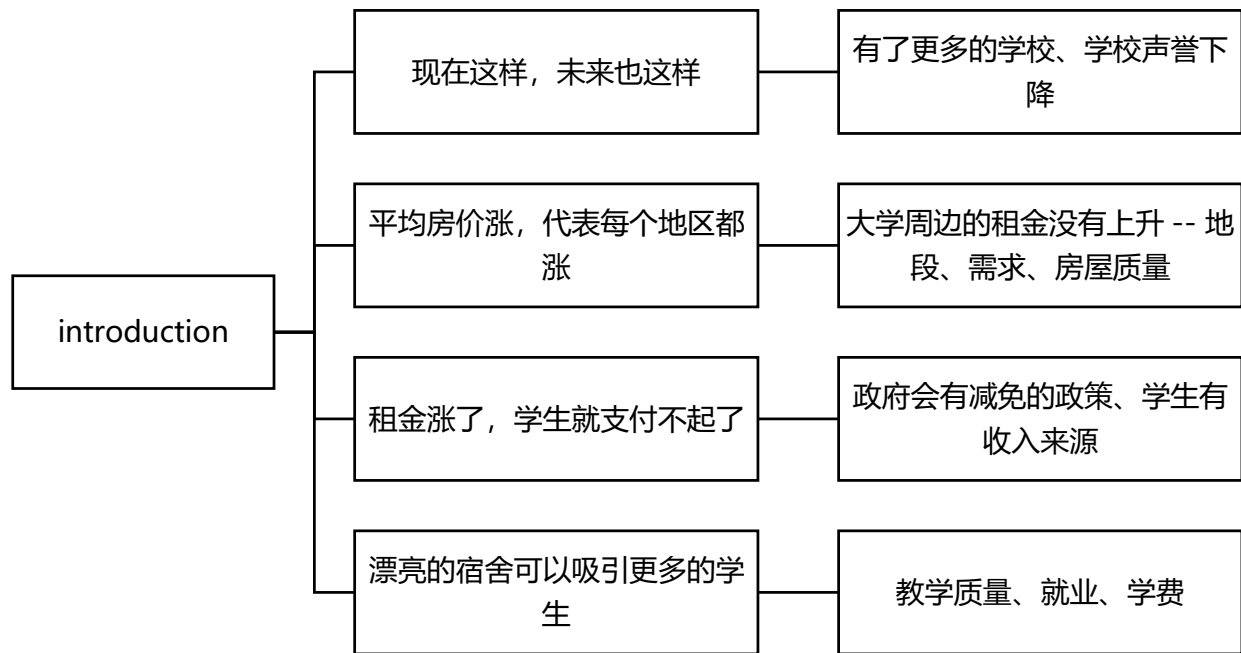 现在这样，未来也这样
有了更多的学校、学校声誉下
降
平均房价涨，代表每个地区都
涨
大学周边的租金没有上升 -- 地
段、需求、房屋质量
introduction
租金涨了，学生就支付不起了
政府会有减免的政策、学生有
收入来源
漂亮的宿舍可以吸引更多的学
生
教学质量、就业、学费